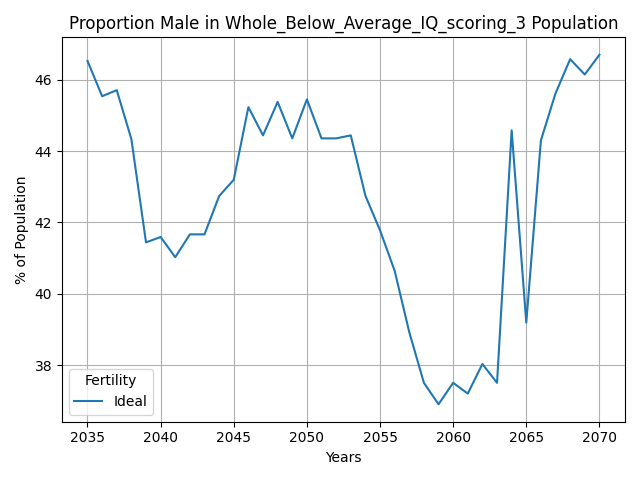 Proportion Male in Whole_Below_Average_IQ_scoring_3 Population
% of Population
46
44
42
40
38
Fertility
Ideal
2035 2040 2045 2050 2055 2060 2065 2070
Years